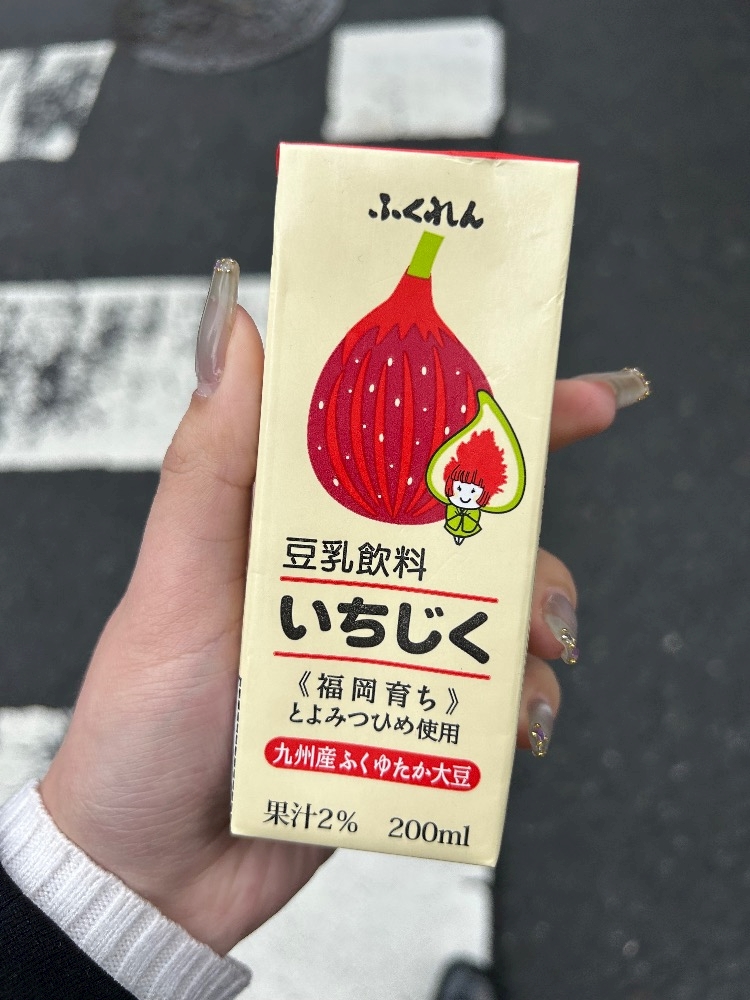 ふくれん
豆乳飲料
いちじく
《福岡育ち》
とよみつひめ使用
九州産ふくゆたか大豆
果汁2% 200ml